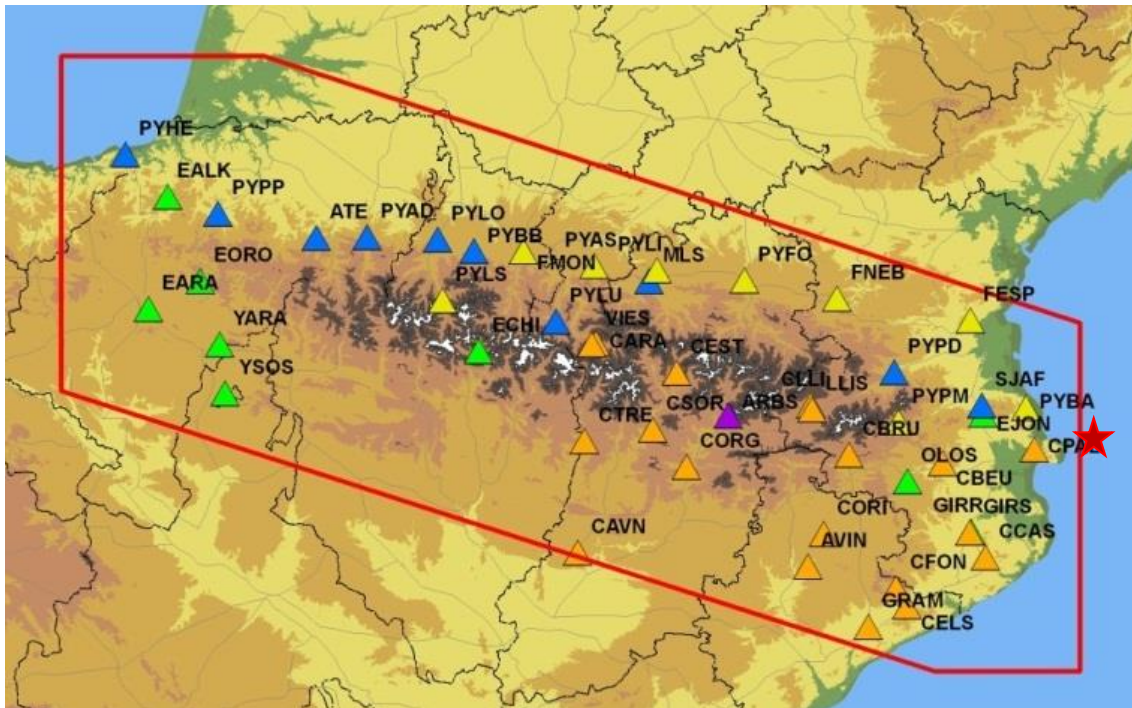 PYHE
EALK
PYPP
ATE
PYAD
PYLO
EORO
PYBB
PYAS
PYLI
FMON
MLS
PYFO
EARA
PYLS
FNEB
PYLU
FESP
YARA
ECHI
VIES
CARA
CEST
PYPD
YSOS
CLLI
LLIS
SJAF
CTRE
CSOR
ARBS
PYPM
PYBA
CORG
CBRU
EJON
OLOS
CBEU
CAVN
CORI
GIRR
GIRS
AVIN
CCAS
CFON
GRAM
CELS